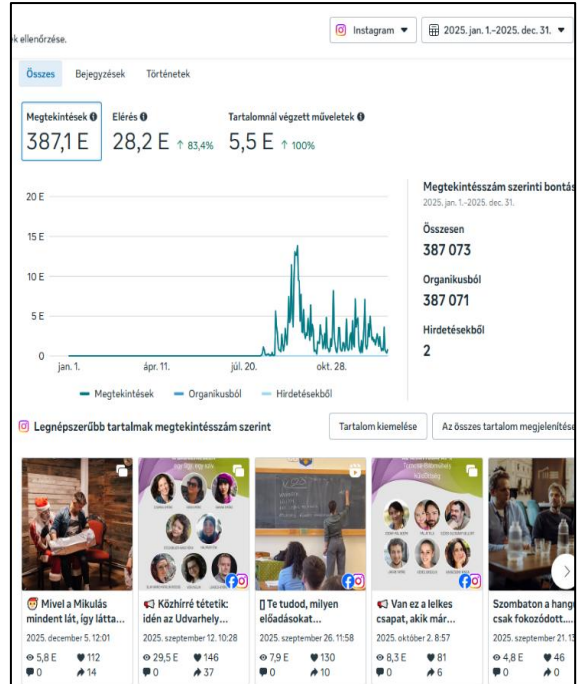 ek ellenőrzése.
Instagram
2025. jan. 1.–2025. dec. 31.
Összes Bejegyzések Történetek
Megtekintések
387,1 E
Elérés
28,2 E ↑ 83,4%
Tartalomnál végzett műveletek
5,5 E ↑ 100%
20 E
15 E
10 E
5 E
0
jan. 1. ápr. 11. júl. 20. okt. 28.
Megtekintések Organikusból Hirdetésekből
Megtekintésszám szerinti bontás
2025. jan. 1.–2025. dec. 31.
Összesen
387 073
Organikusból
387 071
Hirdetésekből
2
Legnépszerűbb tartalmak megtekintésszám szerint
Tartalom kiemelése
Az összes tartalom megjelenítése
Mivel a Mikulás
mindent lát, így látta...
2025. december 5. 12:01
5,8 E 112
0 14
egy ügy, egy szív.
Közhírré tétetik:
idén az Udvarhely...
2025. szeptember 12. 10:28
29,5 E 146
0 37
Te tudod, milyen
előadásokat...
2025. szeptember 26. 11:58
7,9 E 130
0 10
Van ez a lelkes
csapat, akik már...
2025. október 2. 8:57
8,3 E 81
0 6
Szombaton a hang
csak fokozódott....
2025. szeptember 21. 13
4,8 E 46
0 0